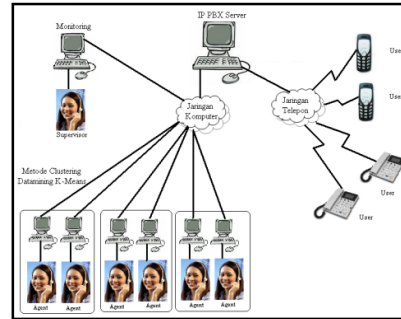 Monitoring
IP PBX Server
User
Supervisor
Jaringan
Komputer
Jaringan
Telepon
User
User
User
Metode Clustering
Datamining K-Means
Agent
Agent
Agent
Agent
Agent
Agent